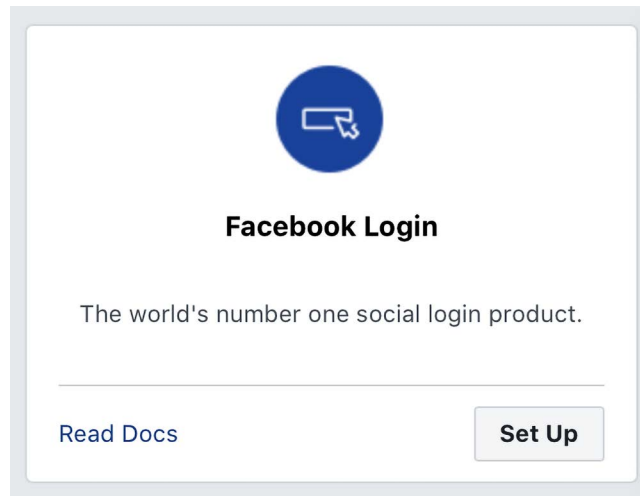 Facebook Login
The world's number one social login product.
Read Docs
Set Up